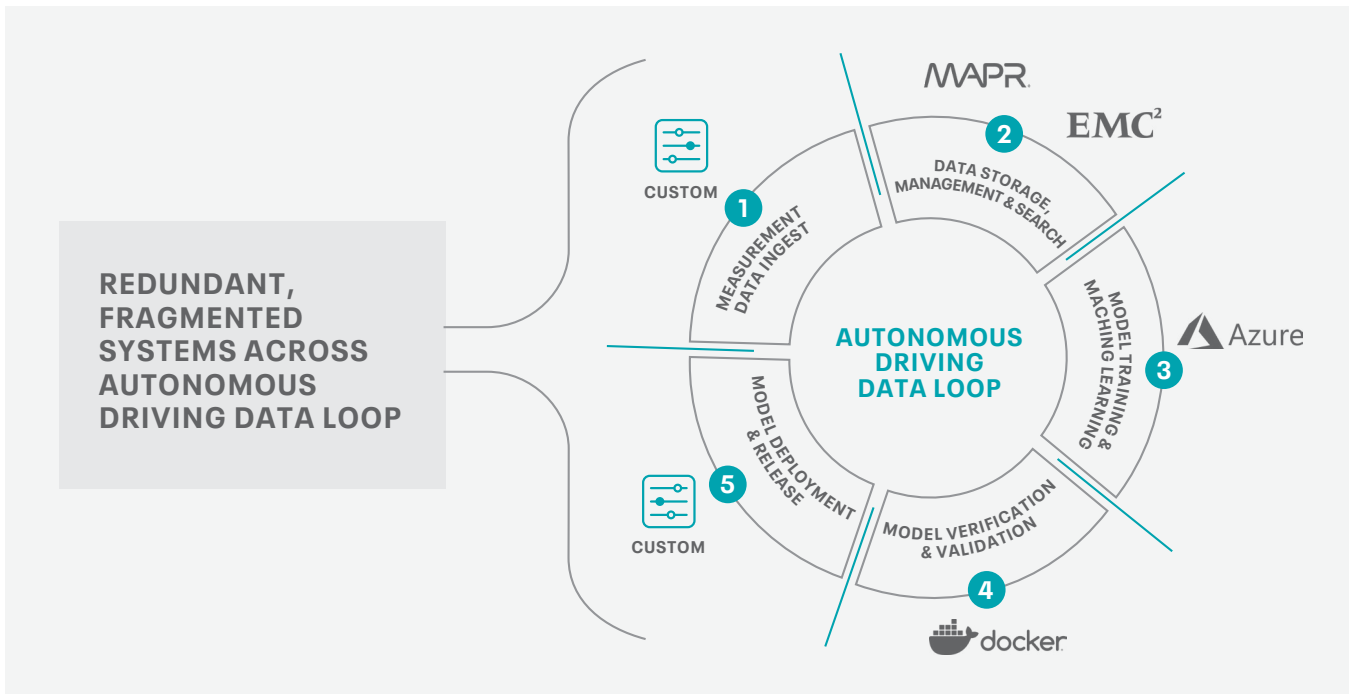 REDUNDANT,
FRAGMENTED
SYSTEMS ACROSS
AUTONOMOUS
DRIVING DATA LOOP
CUSTOM
1
MEASUREMENT
DATA INGEST
MAPR.
EMC²
2
DATA STORAGE,
MANAGEMENT & SEARCH
Azure
3
MODEL TRAINING &
MACHING LEARNING
AUTONOMOUS
DRIVING
DATA LOOP
MODEL VERIFICATION
& VALIDATION
4
docker
MODEL DEPLOYMENT
& RELEASE
5
CUSTOM